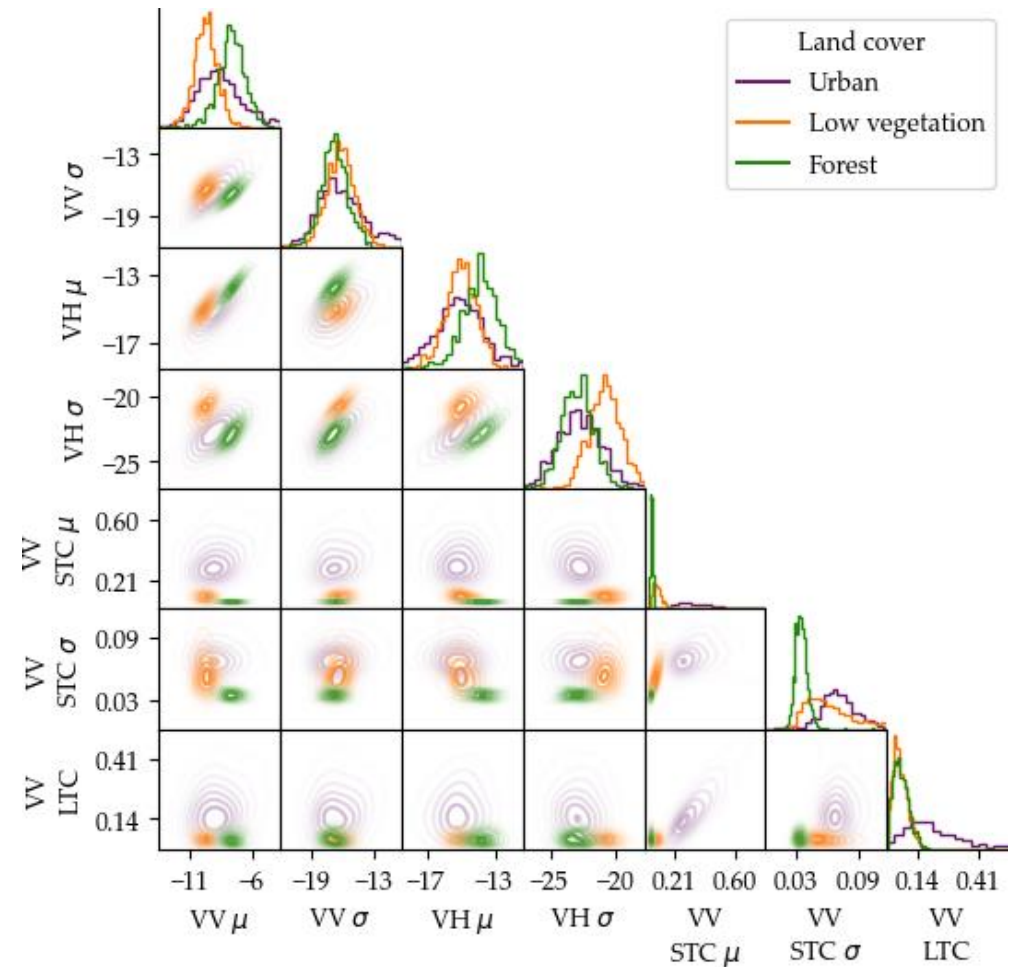 Land cover
Urban
Low vegetation
Forest
−13
−19
VV σ
−13
−17
VH μ
−20
−25
VH σ
0.60
0.21
VV
STC μ
0.09
0.03
VV
STC σ
0.41
0.14
VV
LTC
−11 −6 −19 −13 −17 −13 −25 −20 0.21 0.60 0.03 0.09 0.14 0.41
VV μ VV σ VH μ VH σ VV VV VV
STC μ STC σ LTC